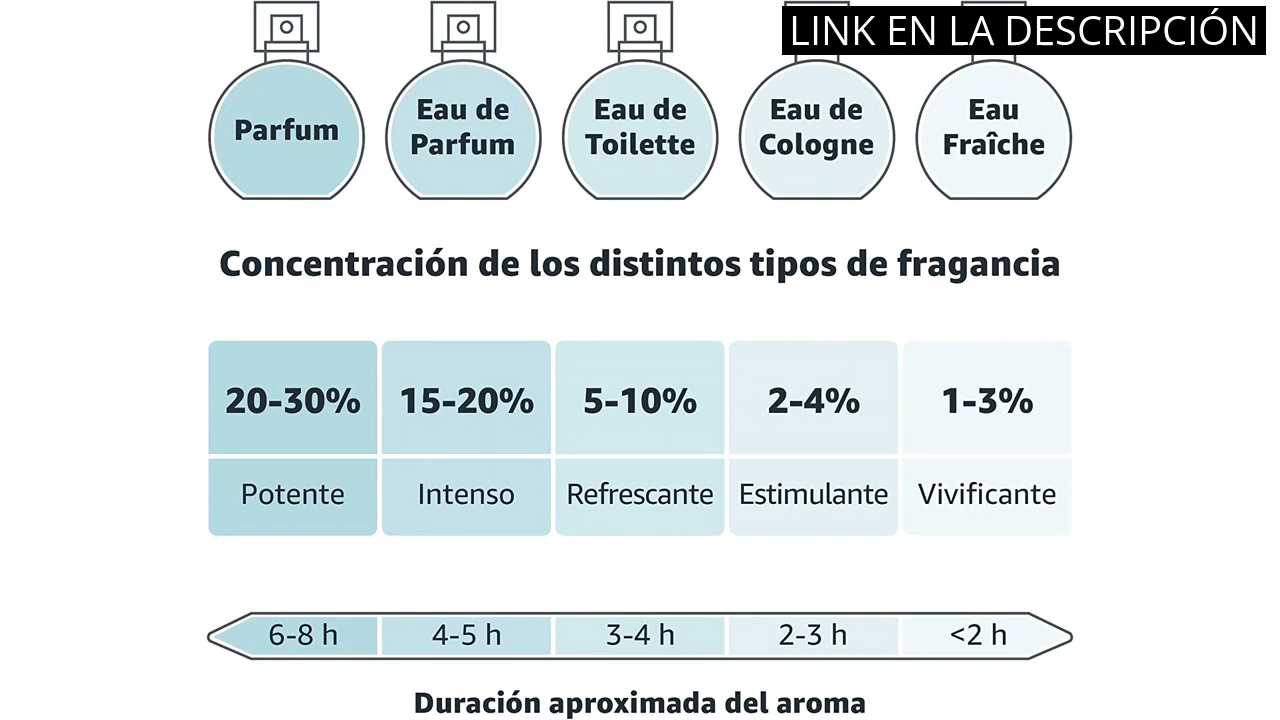 LINK EN LA DESCRIPCIÓN
Parfum
Eau de
Parfum
Eau de
Toilette
Eau de
Cologne
Eau
Fraîche
Concentración de los distintos tipos de fragancia
20-30% 15-20% 5-10% 2-4% 1-3%
Potente Intenso Refrescante Estimulante Vivificante
6-8 h 4-5 h 3-4 h 2-3 h <2 h
Duración aproximada del aroma